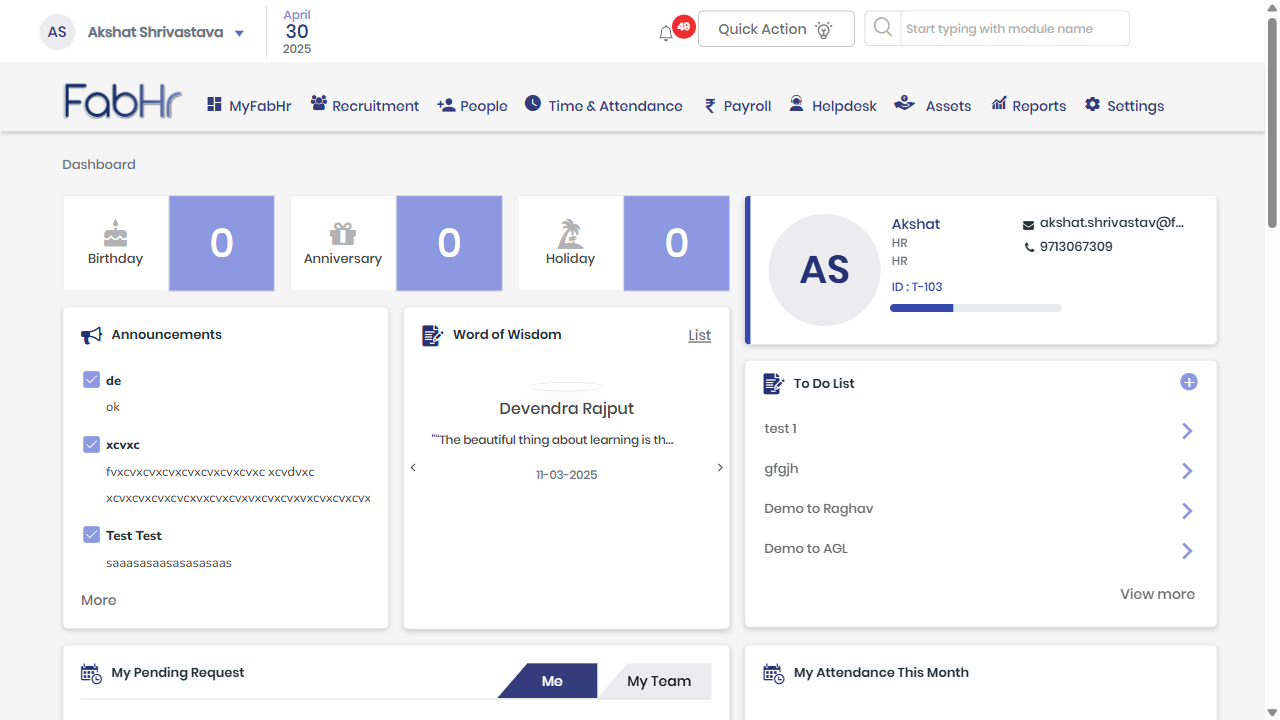 AS
Akshat Shrivastava
April
30
2025
49
Quick Action
Start typing with module name
FabHr
MyFabHr
Recruitment
People
Time & Attendance
₹ Payroll
Helpdesk
Assets
Reports
Settings
Dashboard
Birthday
0
Anniversary
0
Holiday
0
AS
Akshat
HR
HR
ID : T-103
akshat.shrivastav@f...
9713067309
Announcements
de
ok
xcvxc
fvxcvxcvxcvxcvxcvxcvxcvxc xcvdvxc
xcvxcvxcvxcvcxvxcvxcvxvxcvxcvxvxcvxcvxcvx
Test Test
saaasasaasasasasaas
More
Word of Wisdom
List
Devendra Rajput
"“The beautiful thing about learning is th...
11-03-2025
To Do List
test 1
gfgjh
Demo to Raghav
Demo to AGL
View more
My Pending Request
Me
My Team
My Attendance This Month